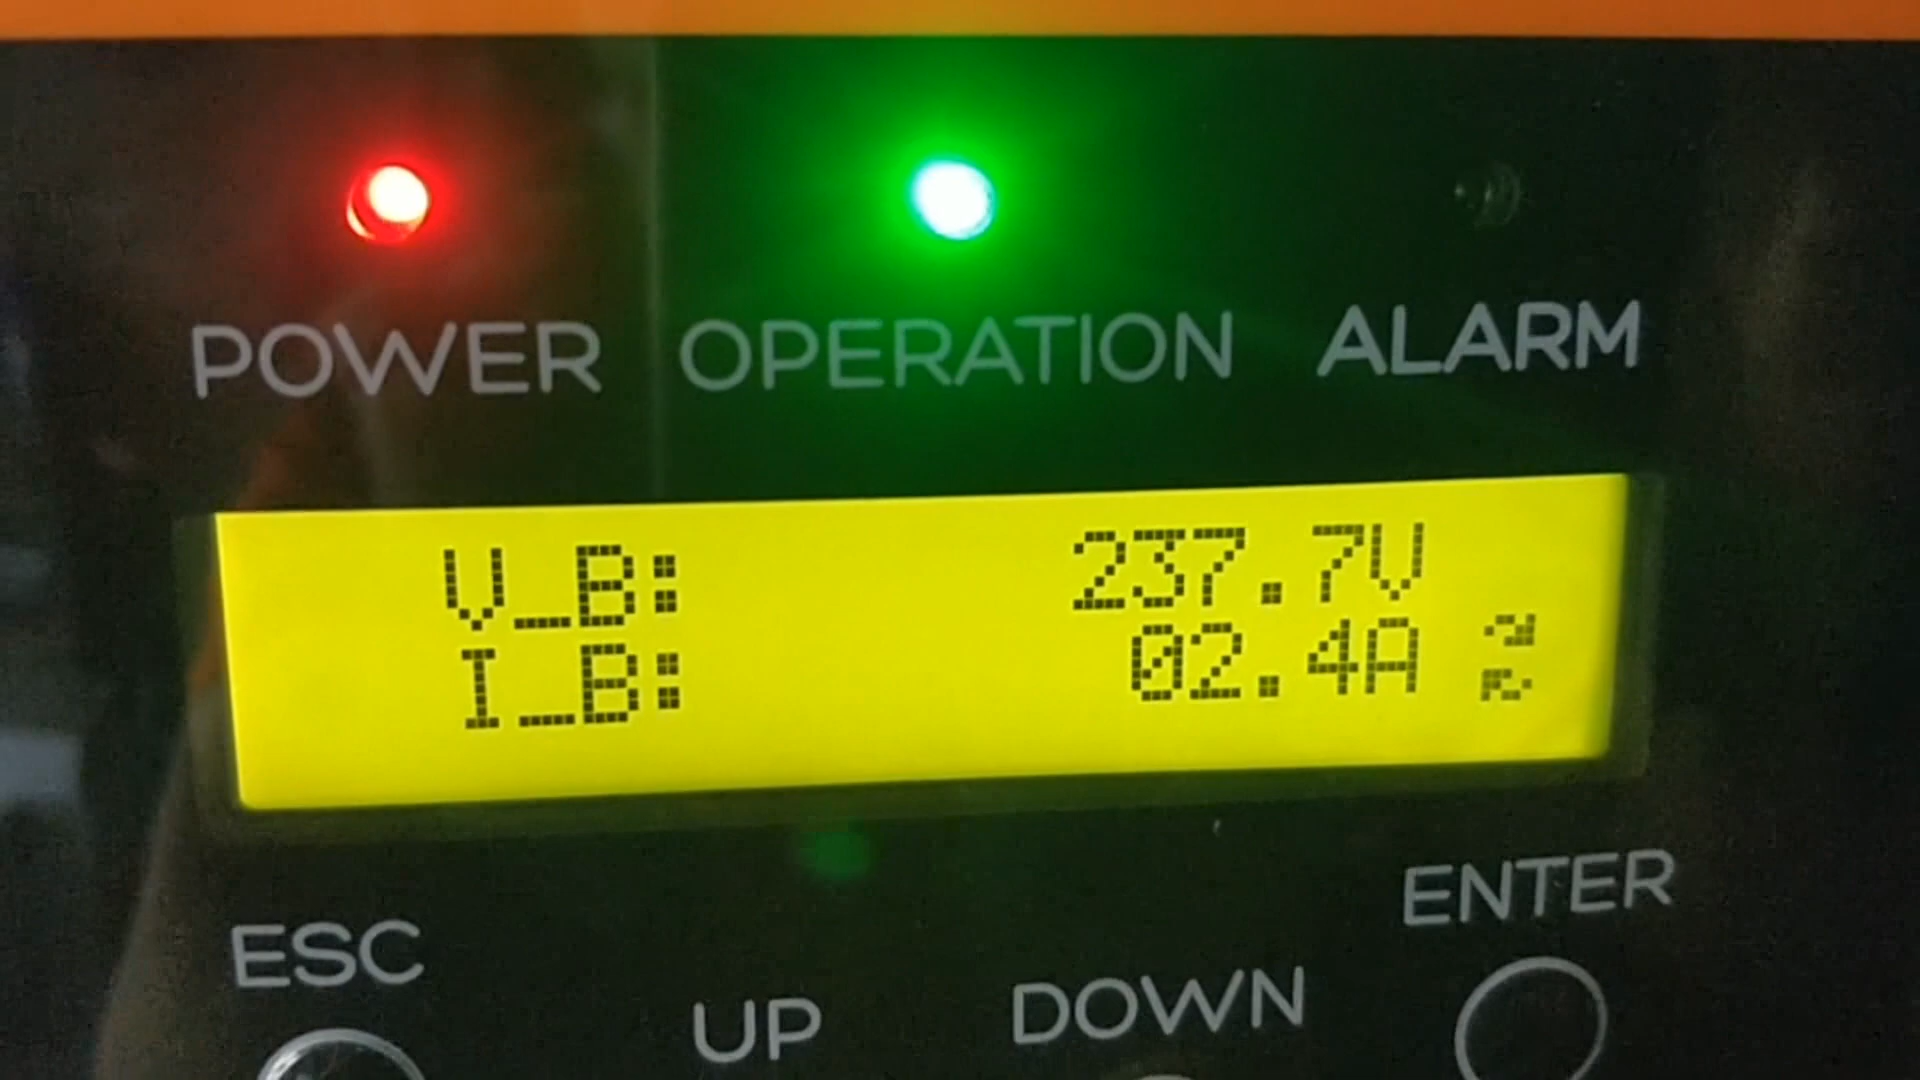 POWER OPERATION ALARM
V_B: 237.7V
I_B: 02.4A
ESC UP DOWN ENTER